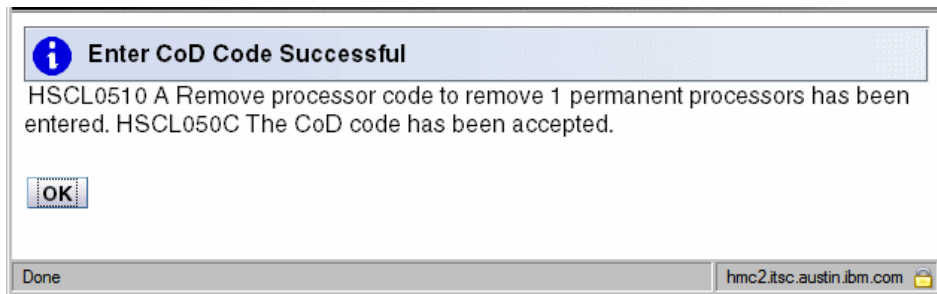 Enter CoD Code Successful
HSCL0510 A Remove processor code to remove 1 permanent processors has been
entered. HSCL050C The CoD code has been accepted.
OK
Done
hmc2.itsc.austin.ibm.com